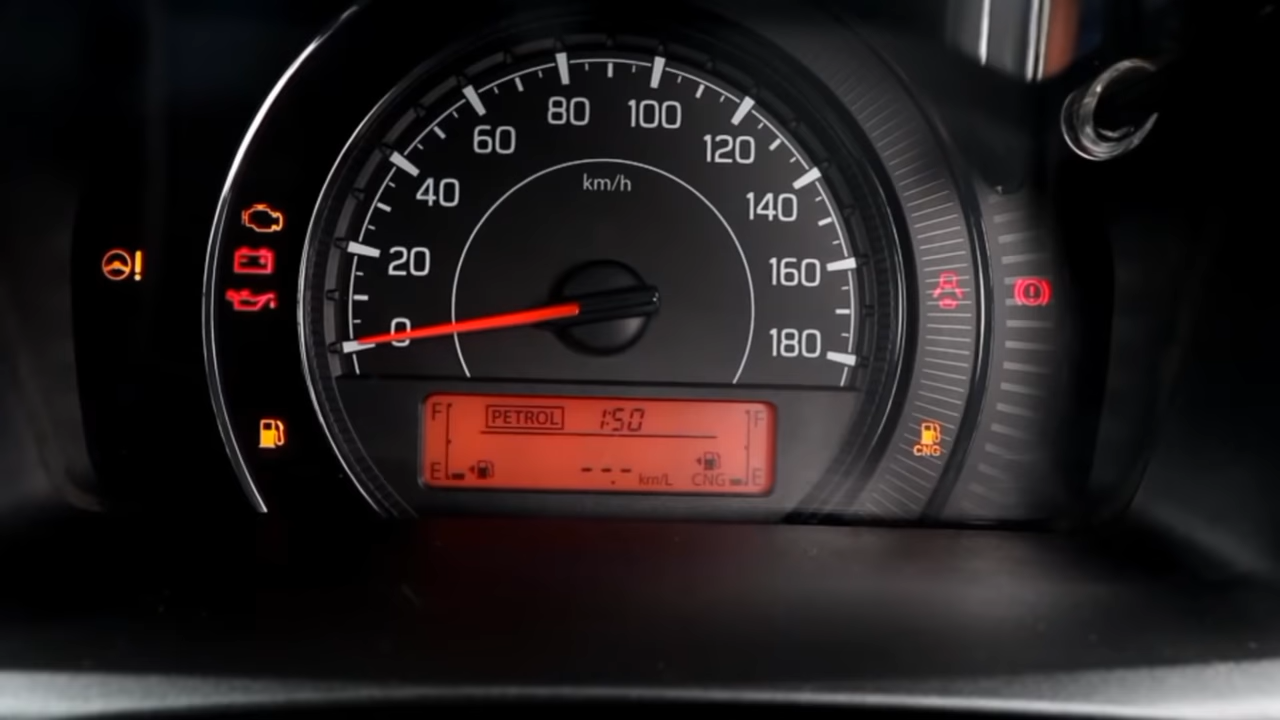 80 100
60 120
km/h
40 140
20 160
0 180
F PETROL 1:50 F
E --.- km/L CNG E
CNG